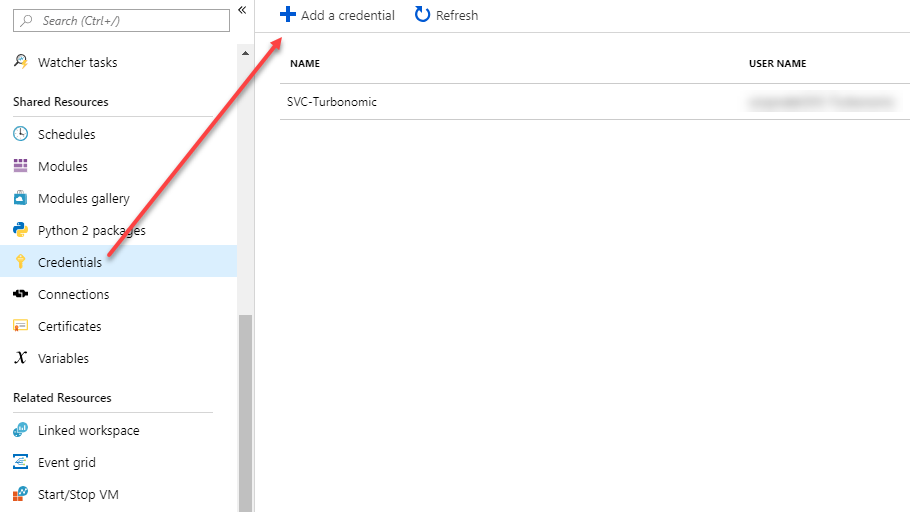 Search (Ctrl+/)
«
Watcher tasks
Shared Resources
Schedules
Modules
Modules gallery
Python 2 packages
Credentials
Connections
Certificates
Variables
Related Resources
Linked workspace
Event grid
Start/Stop VM
Add a credential Refresh
NAME USER NAME
SVC-Turbonomic